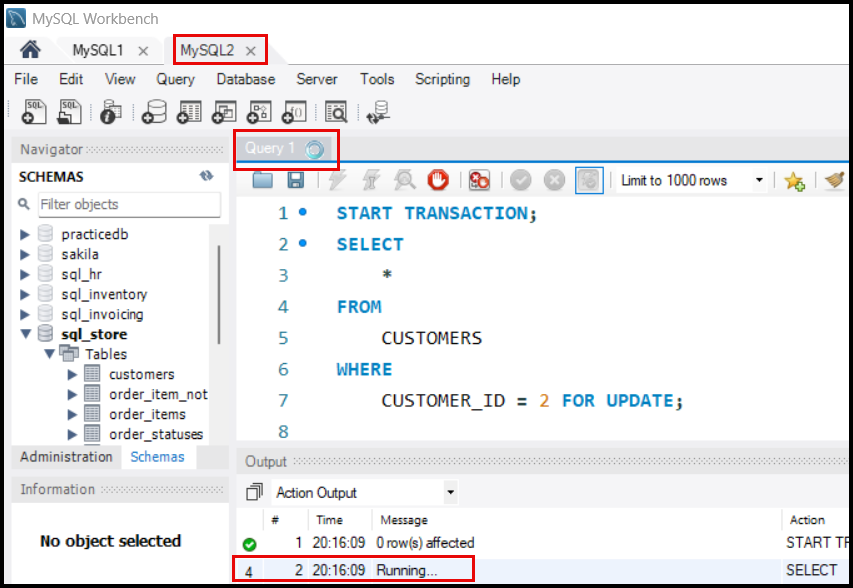 MySQL Workbench
MySQL1 × MySQL2 ×
File Edit View Query Database Server Tools Scripting Help
SQL SQL
Navigator
Query 1
SCHEMAS
Limit to 1000 rows
Filter objects
1 START TRANSACTION;
2 SELECT
3 *
4 FROM
5 CUSTOMERS
6 WHERE
7 CUSTOMER_ID = 2 FOR UPDATE;
8
practicedb
sakila
sql_hr
sql_inventory
sql_invoicing
sql_store
Tables
customers
order_item_not
order_items
order_statuses
Administration Schemas
Information
No object selected
Output
Action Output
# Time Message Action
1 20:16:09 0 row(s) affected START TR
4 2 20:16:09 Running... SELECT